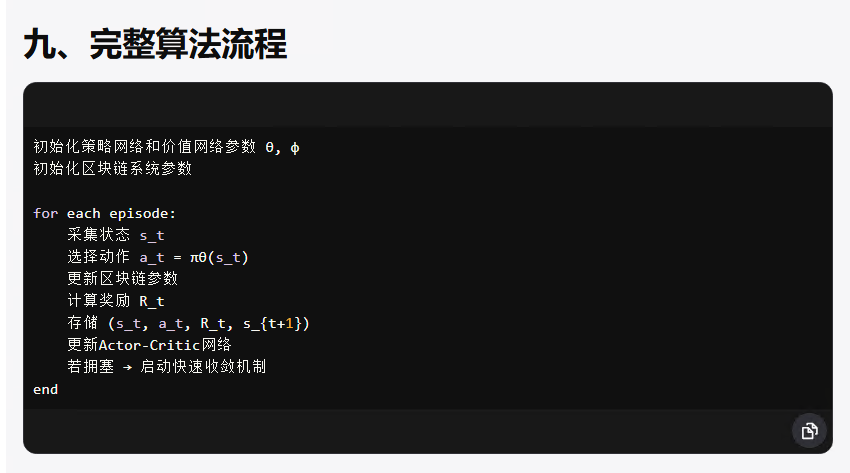 九、完整算法流程
初始化策略网络和价值网络参数 θ, ϕ
初始化区块链系统参数
for each episode:
采集状态 s_t
选择动作 a_t = πθ(s_t)
更新区块链参数
计算奖励 R_t
存储 (s_t, a_t, R_t, s_{t+1})
更新Actor-Critic网络
若拥塞 → 启动快速收敛机制
end